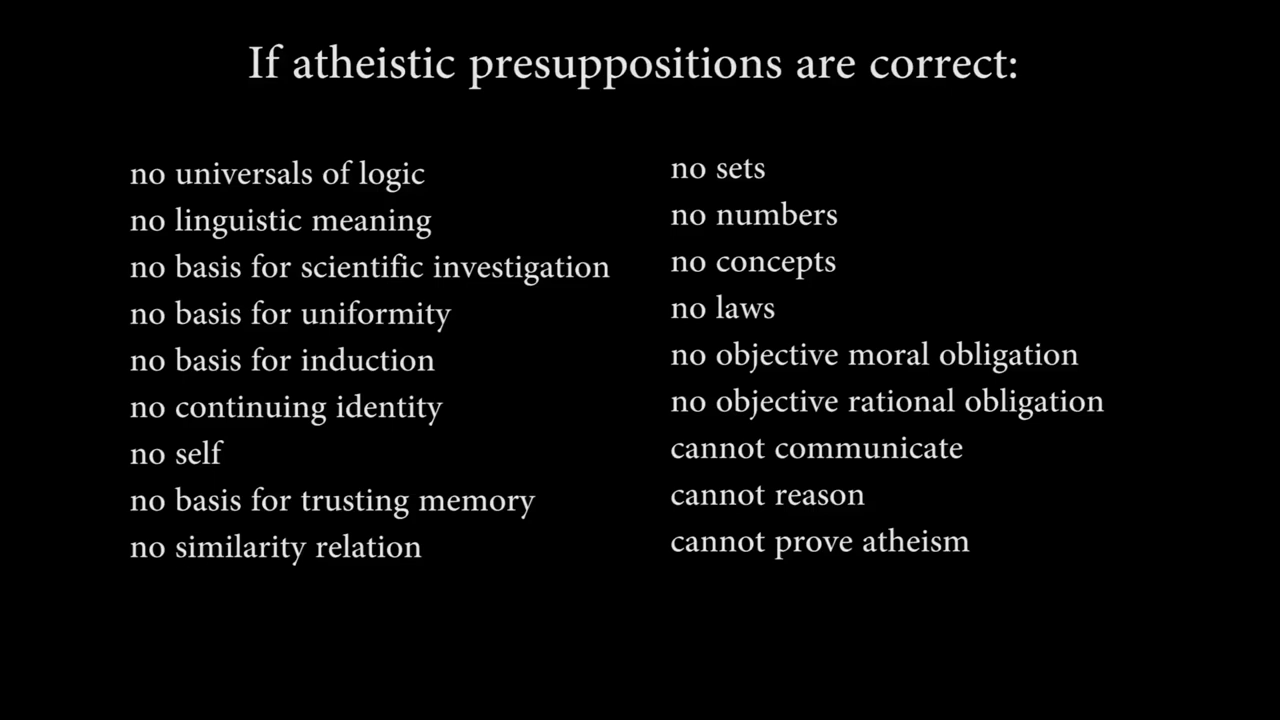 If atheistic presuppositions are correct:
no universals of logic
no linguistic meaning
no basis for scientific investigation
no basis for uniformity
no basis for induction
no continuing identity
no self
no basis for trusting memory
no similarity relation
no sets
no numbers
no concepts
no laws
no objective moral obligation
no objective rational obligation
cannot communicate
cannot reason
cannot prove atheism